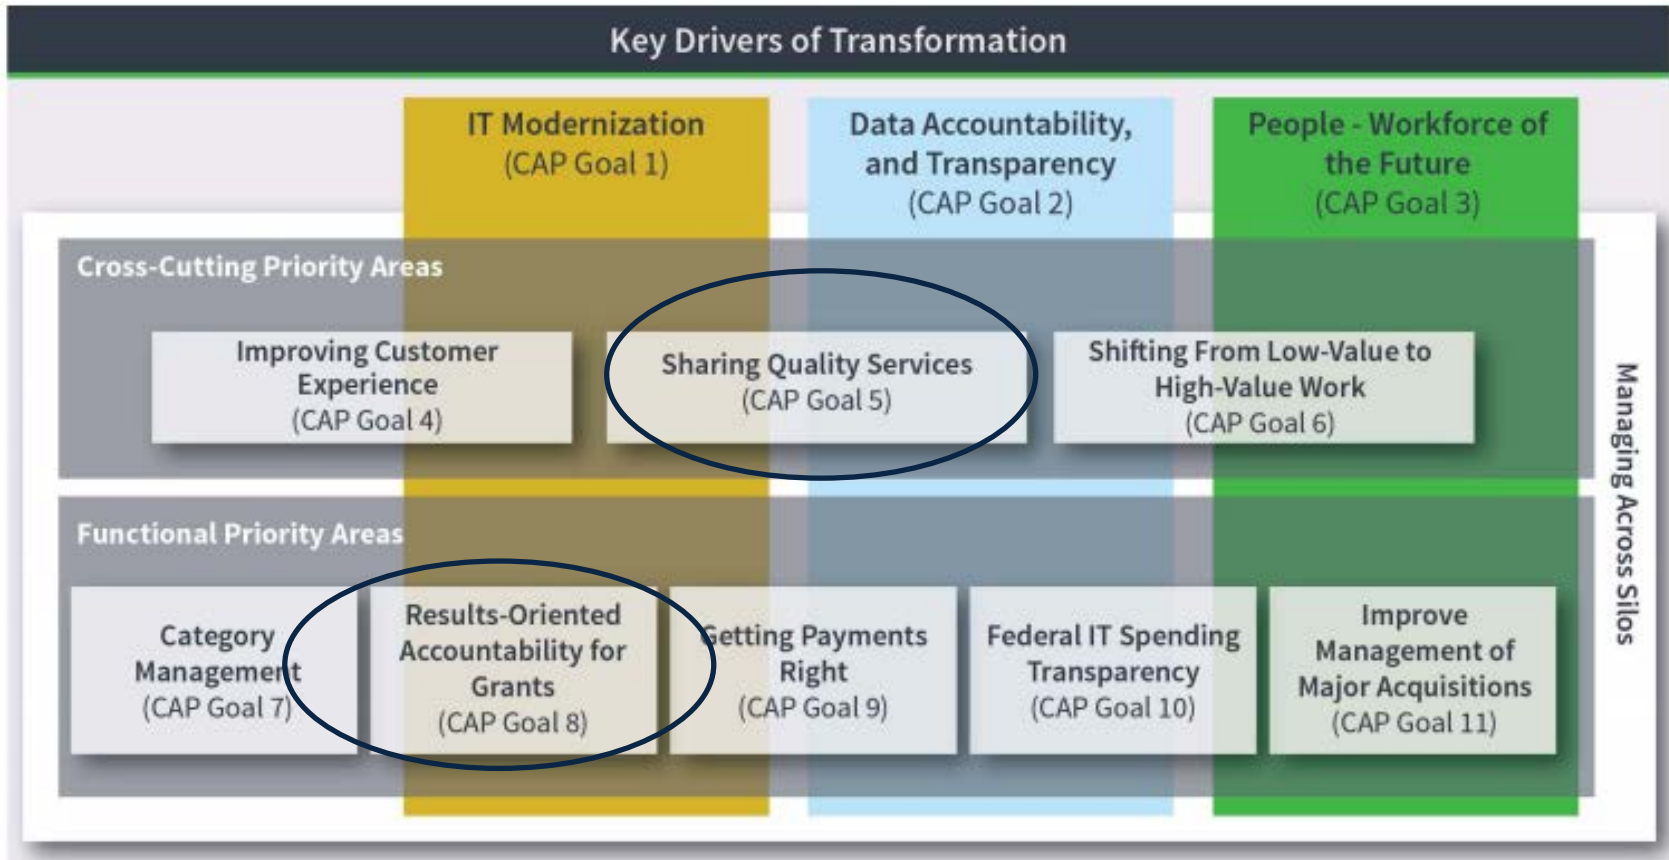 Key Drivers of Transformation
IT Modernization
(CAP Goal 1)
Data Accountability,
and Transparency
(CAP Goal 2)
People - Workforce of
the Future
(CAP Goal 3)
Cross-Cutting Priority Areas
Improving Customer
Experience
(CAP Goal 4)
Sharing Quality Services
(CAP Goal 5)
Shifting From Low-Value to
High-Value Work
(CAP Goal 6)
Functional Priority Areas
Category
Management
(CAP Goal 7)
Results-Oriented
Accountability for
Grants
(CAP Goal 8)
Getting Payments
Right
(CAP Goal 9)
Federal IT Spending
Transparency
(CAP Goal 10)
Improve
Management of
Major Acquisitions
(CAP Goal 11)
Managing Across Silos